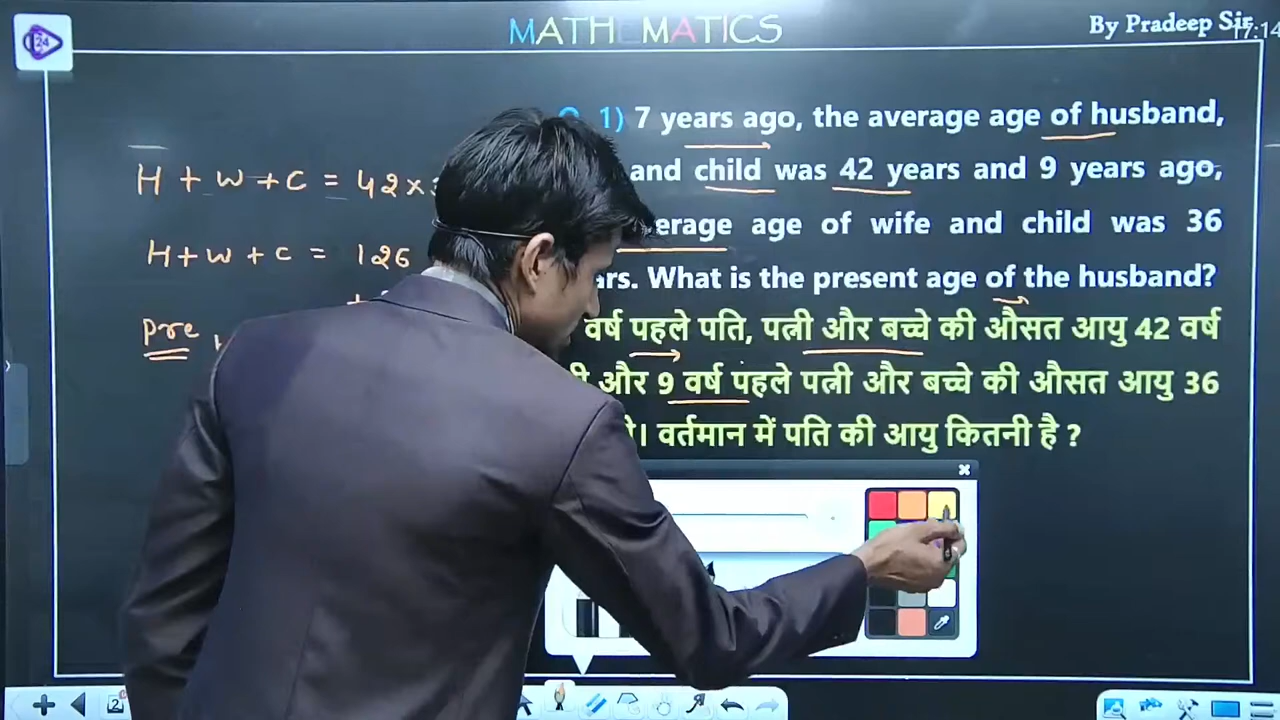 MATHEMATICS
By Pradeep Sir
17:14
24
1) 7 years ago, the average age of husband,
and child was 42 years and 9 years ago,
average age of wife and child was 36
What is the present age of the husband?
वर्ष पहले पति, पत्नी और बच्चे की औसत आयु 42 वर्ष
और 9 वर्ष पहले पत्नी और बच्चे की औसत आयु 36
वर्तमान में पति की आयु कितनी है ?
H + W + C = 42 ×
H + W + C = 126
Pre
2